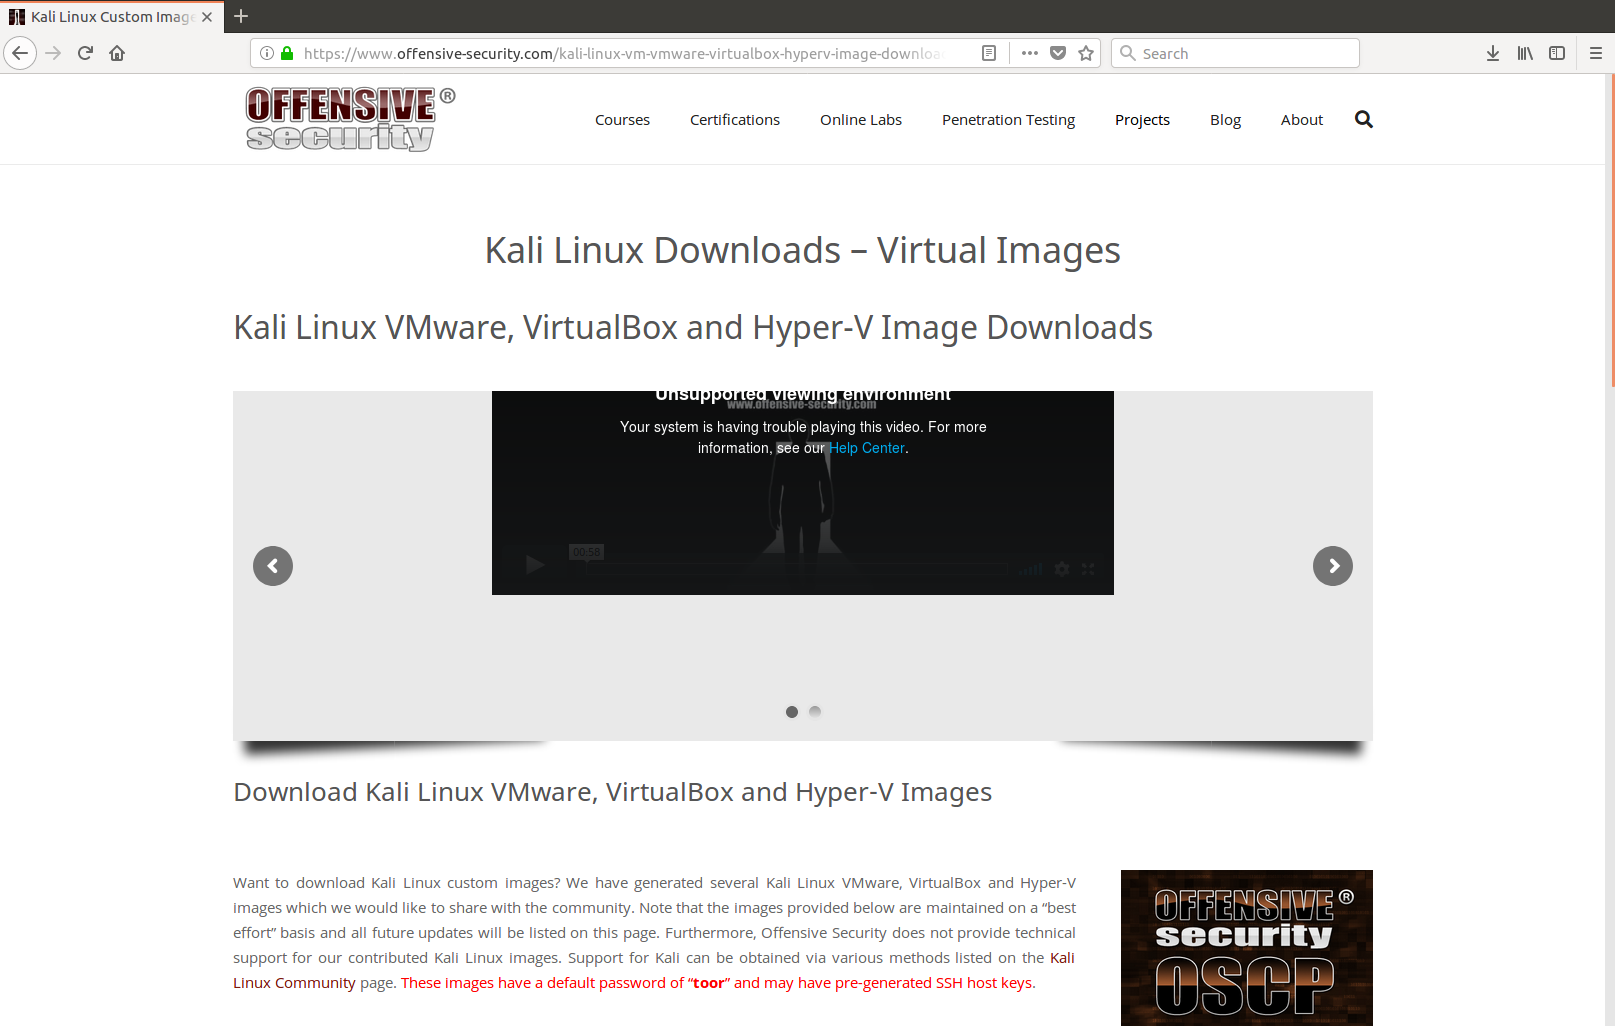 Kali Linux Custom Imag
https://www.offensive-security.com/kali-linux-vm-vmware-virtualbox-hyperv-image-downloa
Search
OFFENSIVE®
security
Courses
Certifications
Online Labs
Penetration Testing
Projects
Blog
About
Kali Linux Downloads – Virtual Images
Kali Linux VMware, VirtualBox and Hyper-V Image Downloads
Unsupported viewing environment
www.offensive-security.com
Your system is having trouble playing this video. For more
information, see our Help Center.
00:58
Download Kali Linux VMware, VirtualBox and Hyper-V Images
Want to download Kali Linux custom images? We have generated several Kali Linux VMware, VirtualBox and Hyper-V
images which we would like to share with the community. Note that the images provided below are maintained on a “best
effort” basis and all future updates will be listed on this page. Furthermore, Offensive Security does not provide technical
support for our contributed Kali Linux images. Support for Kali can be obtained via various methods listed on the Kali
Linux Community page. These images have a default password of “toor” and may have pre-generated SSH host keys.
OFFENSIVE®
security
OSCP